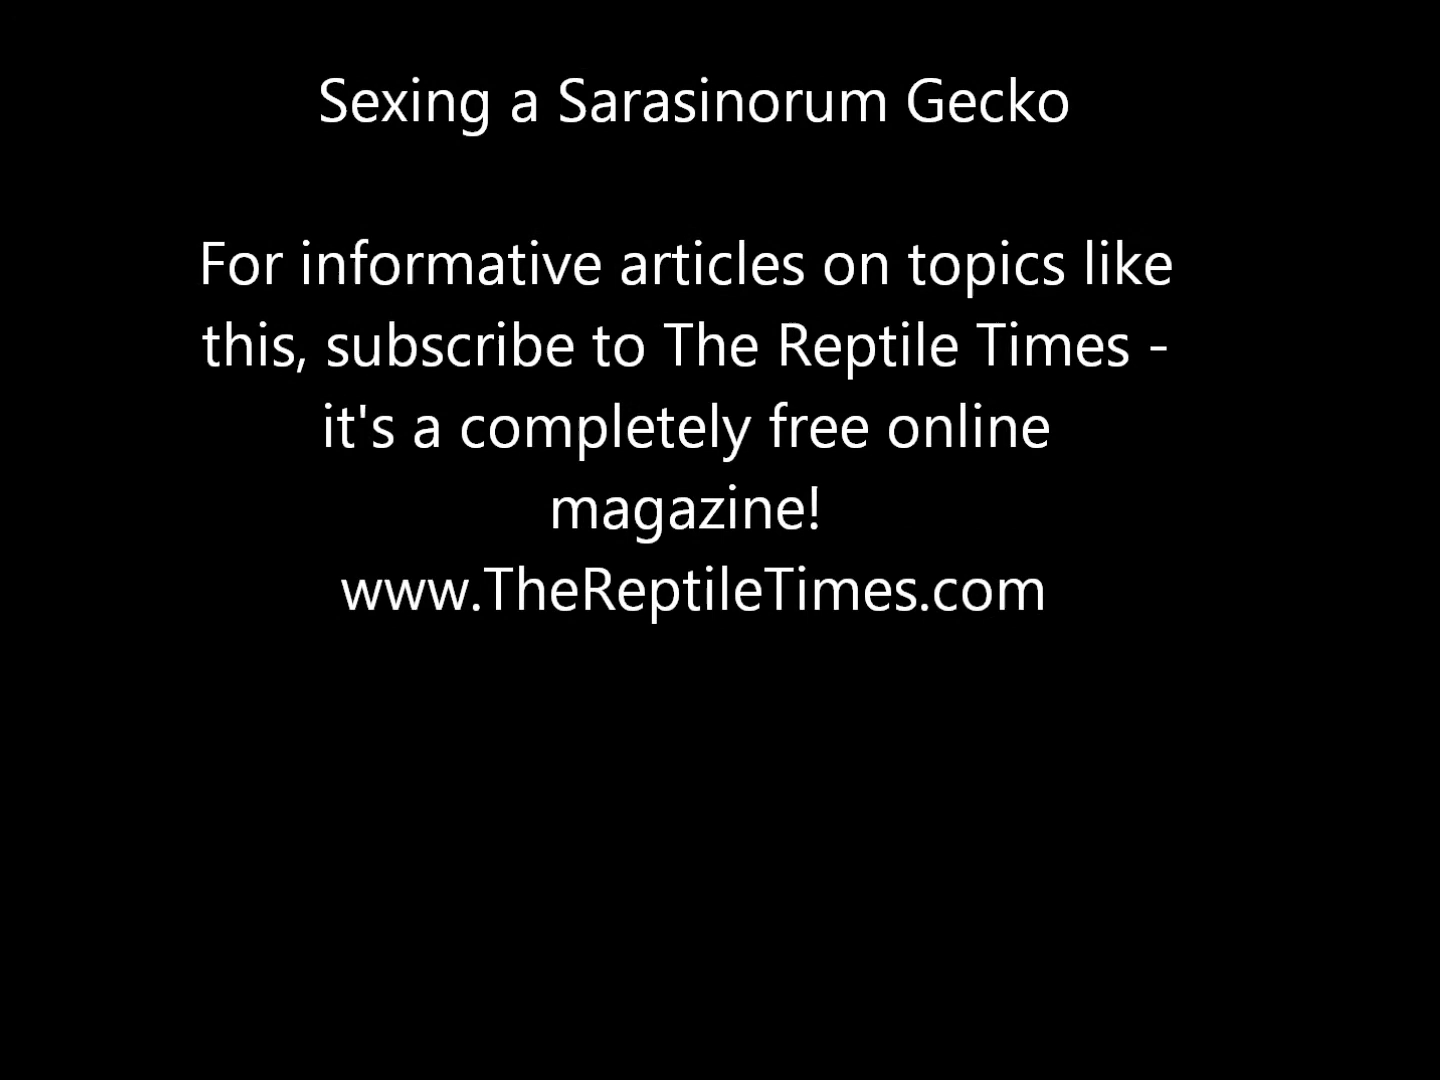 Sexing a Sarasinorum Gecko
For informative articles on topics like
this, subscribe to The Reptile Times -
it's a completely free online
magazine!
www.TheReptileTimes.com